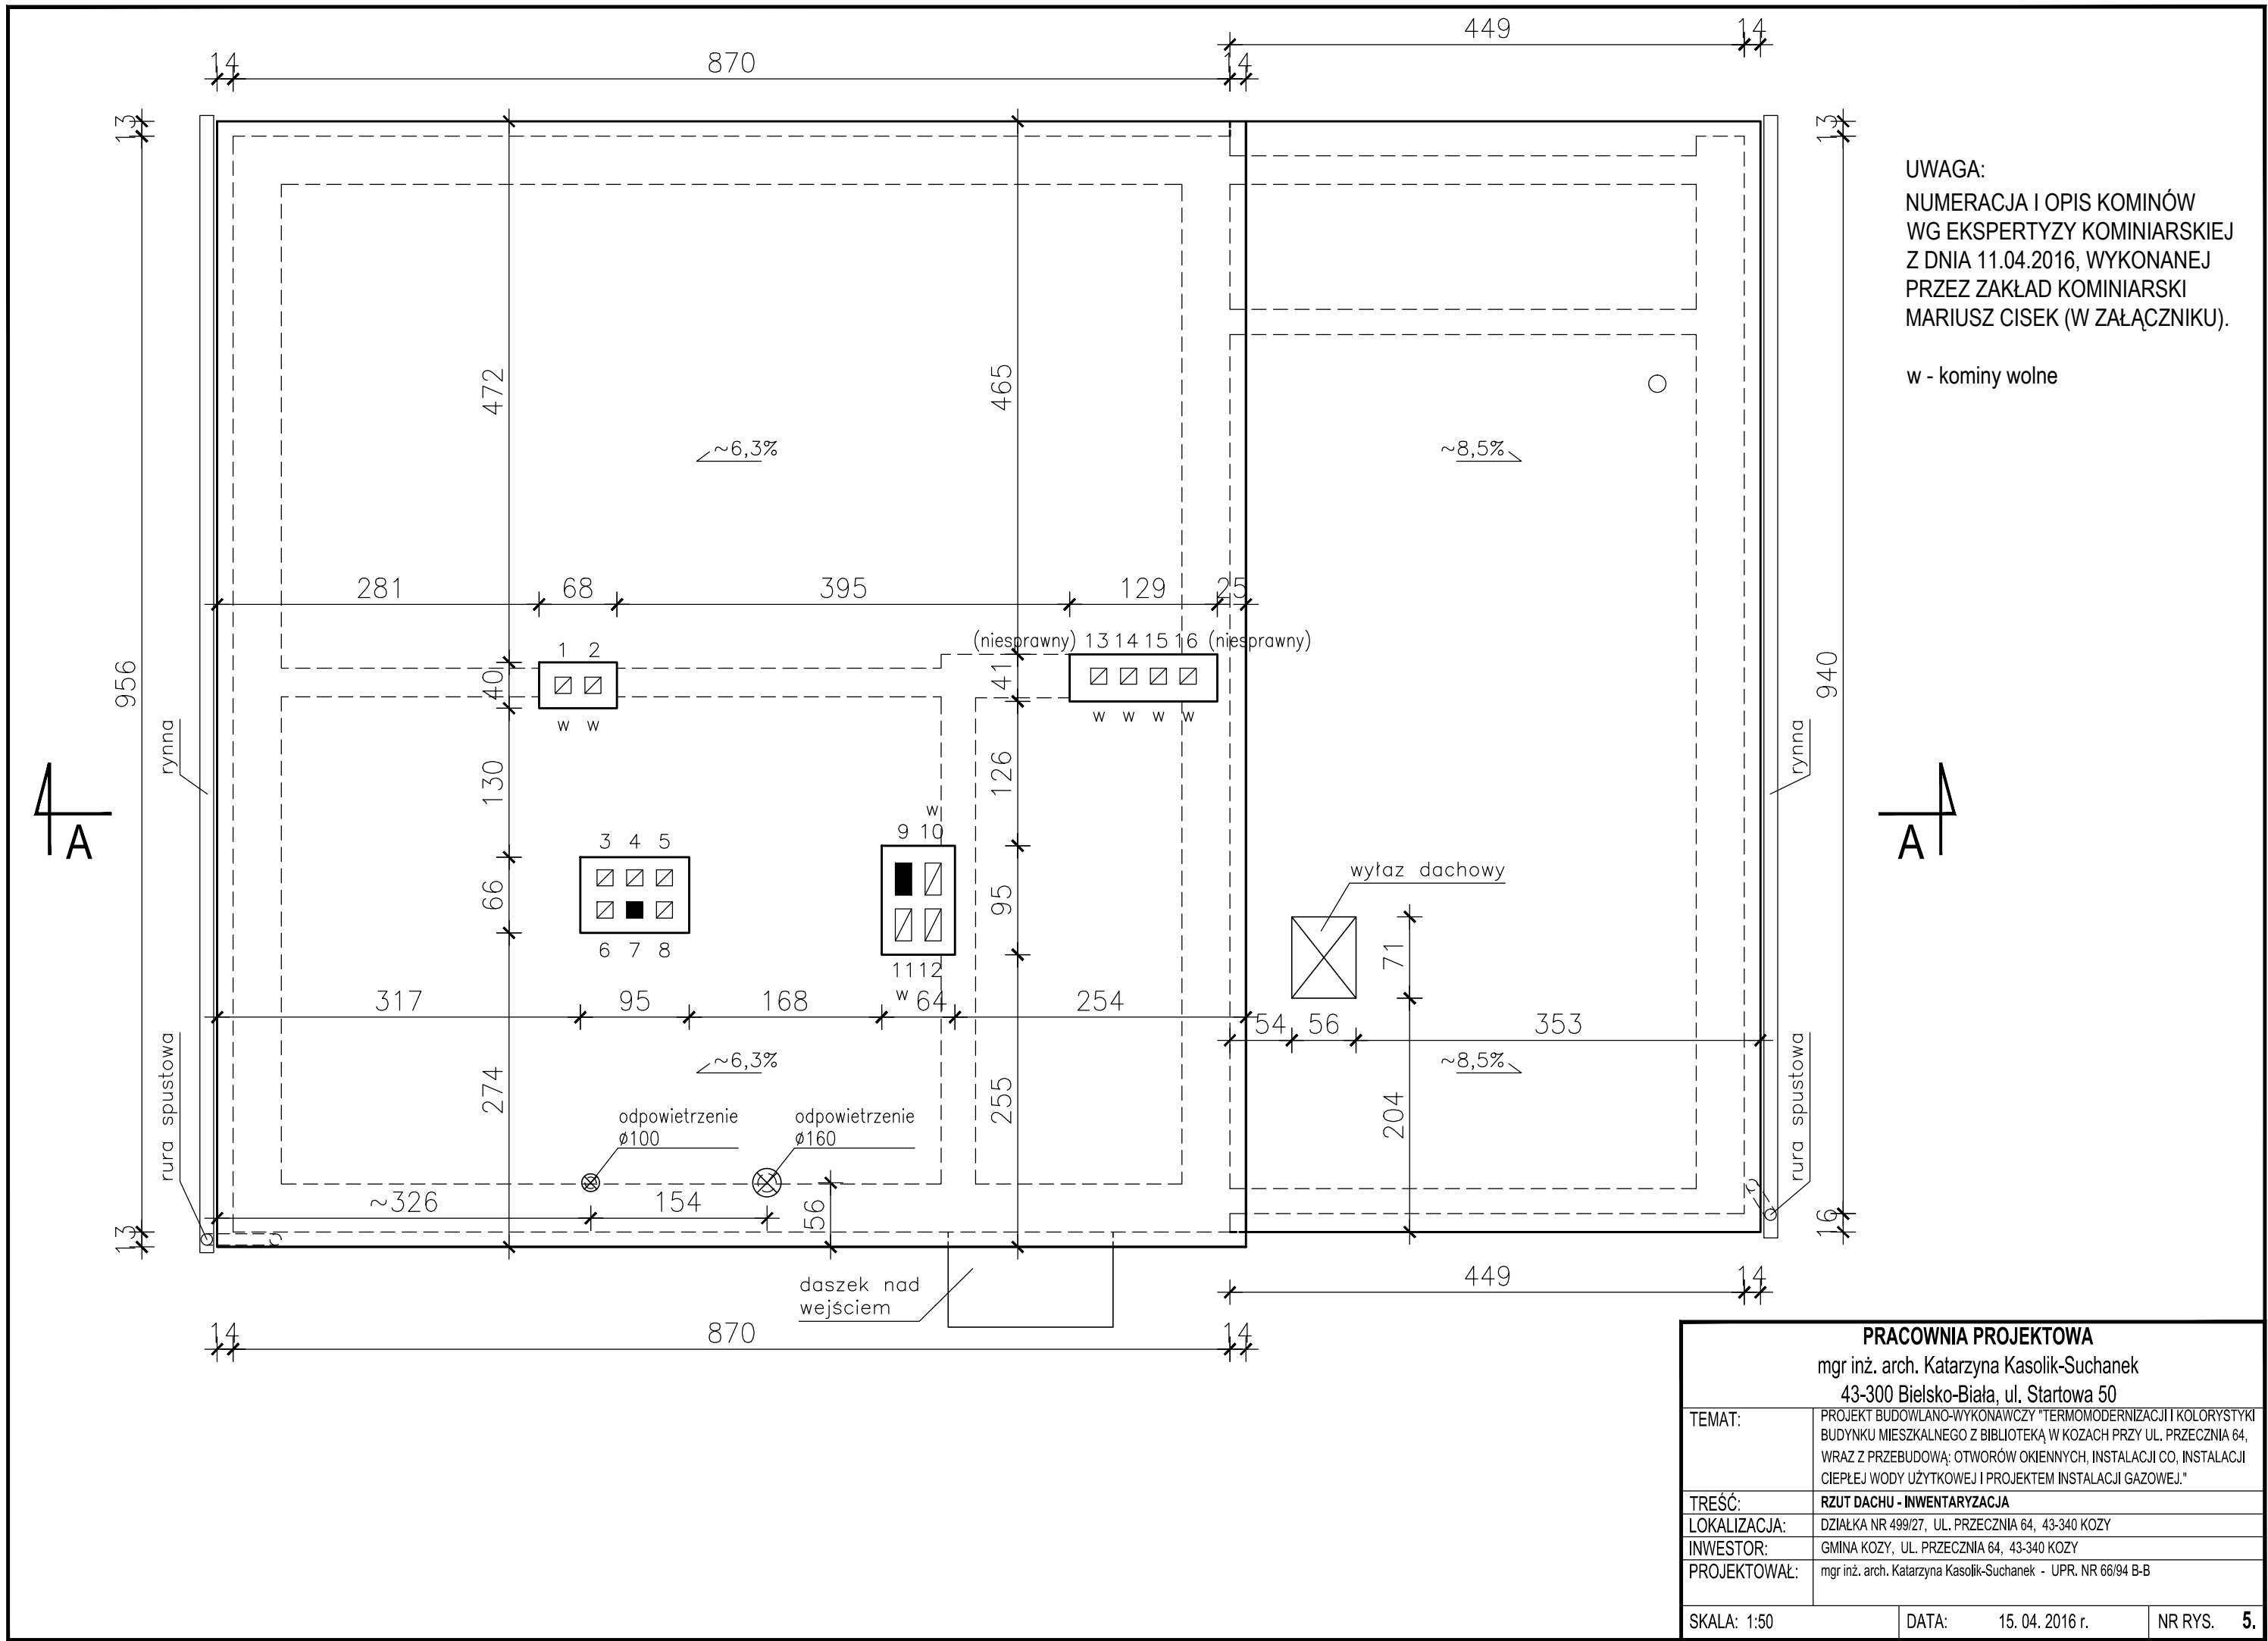 449
14
14
870
14
13
13
UWAGA:
NUMERACJA I OPIS KOMINÓW
WG EKSPERTYZY KOMINIARSKIEJ
Z DNIA 11.04.2016, WYKONANEJ
PRZEZ ZAKŁAD KOMINIARSKI
MARIUSZ CISEK (W ZAŁĄCZNIKU).
w - kominy wolne
472
465
~6,3%
~8,5%
281
68
395
129
25
(niesprawny) 13 14 15 16 (niesprawny)
1 2
40
41
w w
w w w w
956
940
rynna
rynna
130
126
A
A
w
3 4 5
9 10
66
95
wyłaz dachowy
6 7 8
11 12
w
71
317
95
168
64
254
54
56
353
~6,3%
~8,5%
274
255
204
rura spustowa
rura spustowa
odpowietrzenie
ø100
odpowietrzenie
ø160
~326
154
56
13
16
daszek nad
wejściem
449
14
14
870
14
PRACOWNIA PROJEKTOWA
mgr inż. arch. Katarzyna Kasolik-Suchanek
43-300 Bielsko-Biała, ul. Startowa 50
TEMAT:
PROJEKT BUDOWLANO-WYKONAWCZY "TERMOMODERNIZACJI I KOLORYSTYKI
BUDYNKU MIESZKALNEGO Z BIBLIOTEKĄ W KOZACH PRZY UL. PRZECZNIA 64,
WRAZ Z PRZEBUDOWĄ: OTWORÓW OKIENNYCH, INSTALACJI CO, INSTALACJI
CIEPŁEJ WODY UŻYTKOWEJ I PROJEKTEM INSTALACJI GAZOWEJ."
TREŚĆ: RZUT DACHU - INWENTARYZACJA
LOKALIZACJA: DZIAŁKA NR 499/27, UL. PRZECZNIA 64, 43-340 KOZY
INWESTOR: GMINA KOZY, UL. PRZECZNIA 64, 43-340 KOZY
PROJEKTOWAŁ: mgr inż. arch. Katarzyna Kasolik-Suchanek - UPR. NR 66/94 B-B
SKALA: 1:50 DATA: 15. 04. 2016 r. NR RYS. 5.